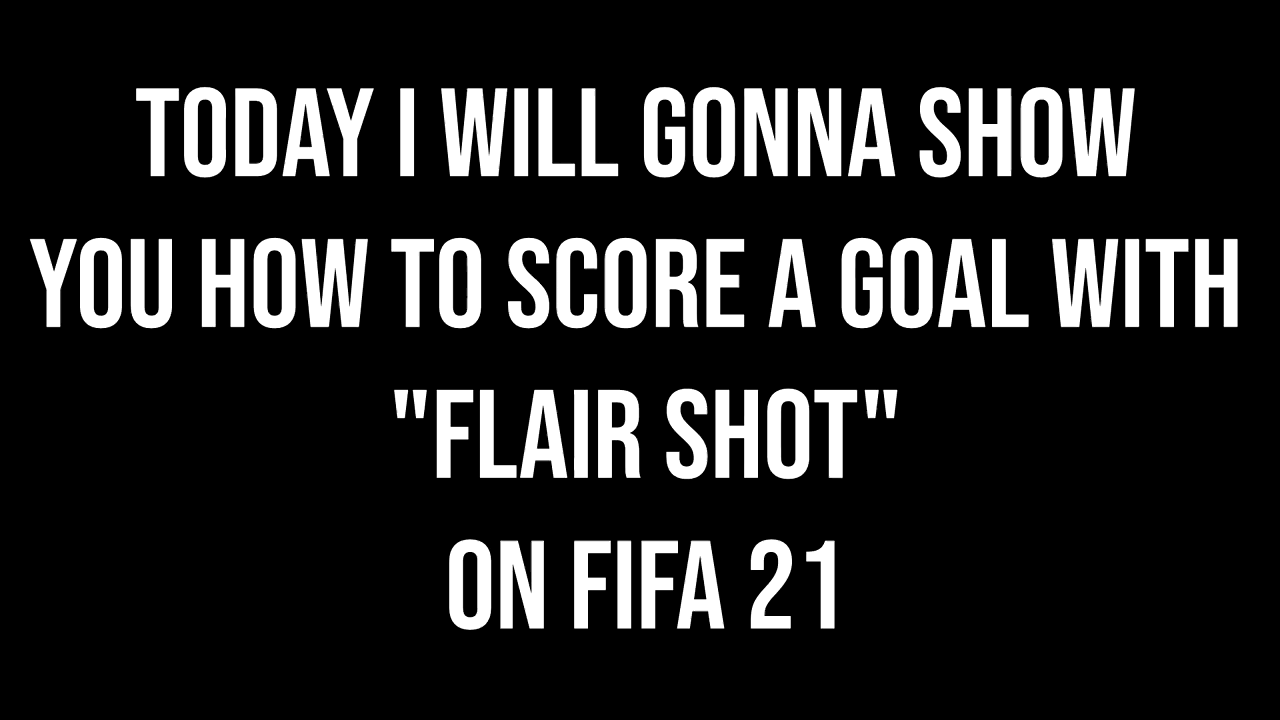 TODAY I WILL GONNA SHOW
YOU HOW TO SCORE A GOAL WITH
"FLAIR SHOT"
ON FIFA 21